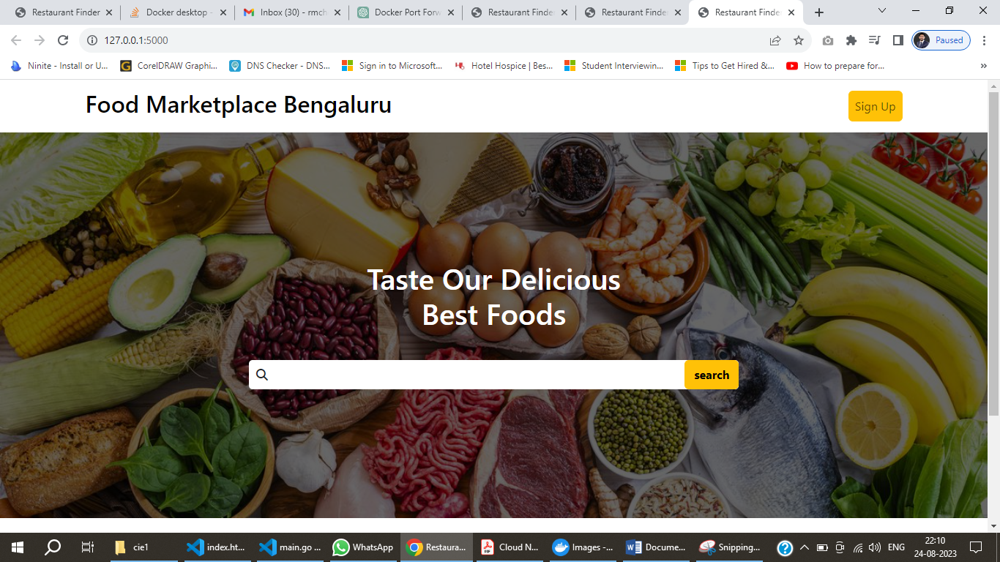 Restaurant Finder
Docker desktop -
Inbox (30) - rmch
Docker Port Forw
Restaurant Finder
Restaurant Finder
Restaurant Finder
127.0.0.1:5000
Paused
Ninite - Install or U...
CorelDRAW Graphi...
DNS Checker - DNS...
Sign in to Microsoft...
Hotel Hospice | Bes...
Student Interviewin...
Tips to Get Hired &...
How to prepare for...
»
Food Marketplace Bengaluru
Sign Up
Taste Our Delicious
Best Foods
search
cie1
index.ht...
main.go ...
WhatsApp
Restaura...
Cloud N...
Images -...
Docume...
Snipping...
ENG
22:10
24-08-2023